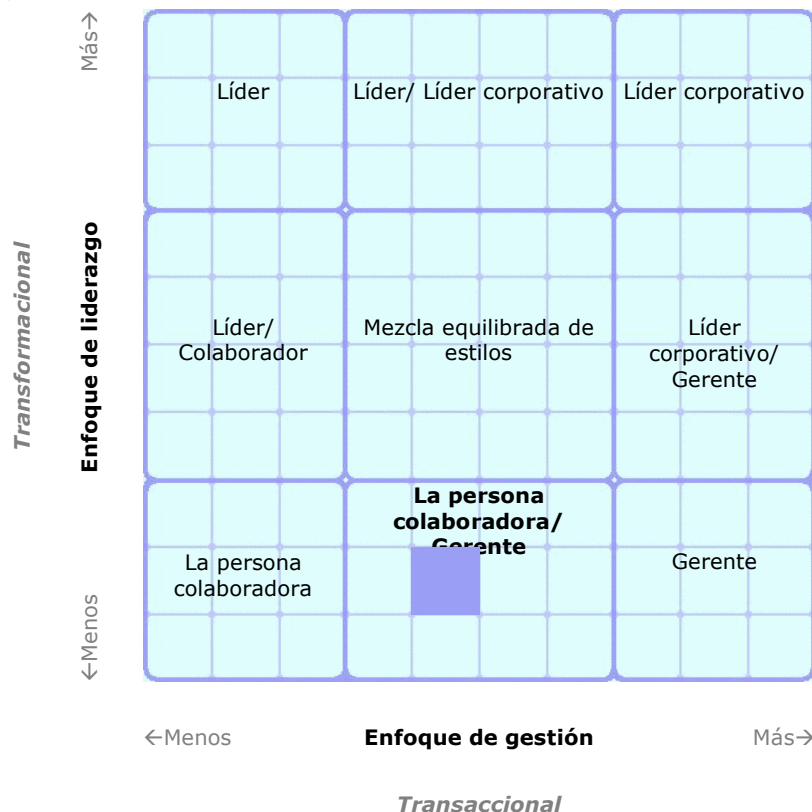 Más→
Líder
Líder/ Líder corporativo
Líder corporativo
Transformacional
Enfoque de liderazgo
Líder/
Colaborador
Mezcla equilibrada de
estilos
Líder
corporativo/
Gerente
La persona
colaboradora/
Gerente
La persona
colaboradora
Gerente
←Menos
←Menos
Enfoque de gestión
Más→
Transaccional